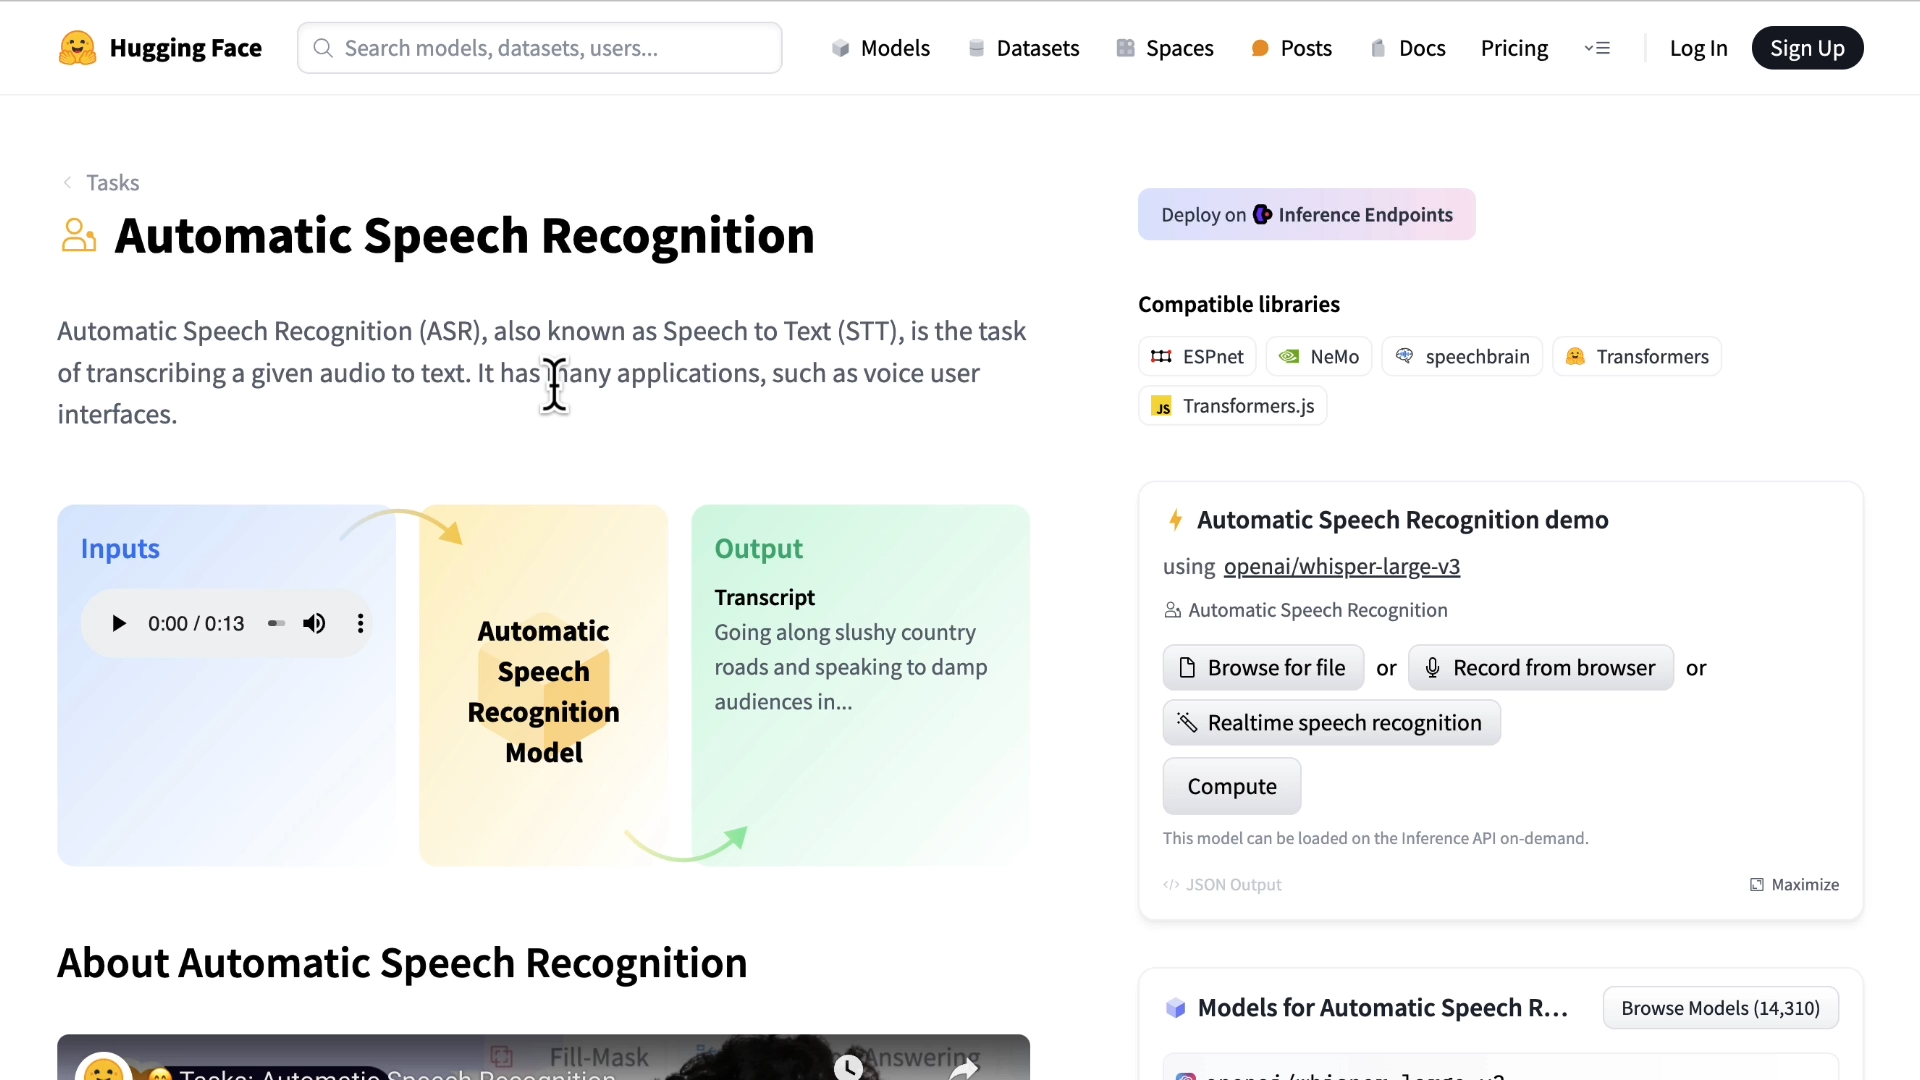 Hugging Face
Search models, datasets, users...
Models
Datasets
Spaces
Posts
Docs
Pricing
Log In
Sign Up
Tasks
Automatic Speech Recognition
Automatic Speech Recognition (ASR), also known as Speech to Text (STT), is the task
of transcribing a given audio to text. It has many applications, such as voice user
interfaces.
Inputs
0:00 / 0:13
Automatic
Speech
Recognition
Model
Output
Transcript
Going along slushy country
roads and speaking to damp
audiences in...
About Automatic Speech Recognition
Fill-Mask
Answering
Tasks: Automatic Speech Recognition
Deploy on Inference Endpoints
Compatible libraries
ESPnet
NeMo
speechbrain
Transformers
JS Transformers.js
Automatic Speech Recognition demo
using openai/whisper-large-v3
Automatic Speech Recognition
Browse for file or Record from browser or
Realtime speech recognition
Compute
This model can be loaded on the Inference API on-demand.
</> JSON Output
Maximize
Models for Automatic Speech R...
Browse Models (14,310)
openai/whisper-large-v3